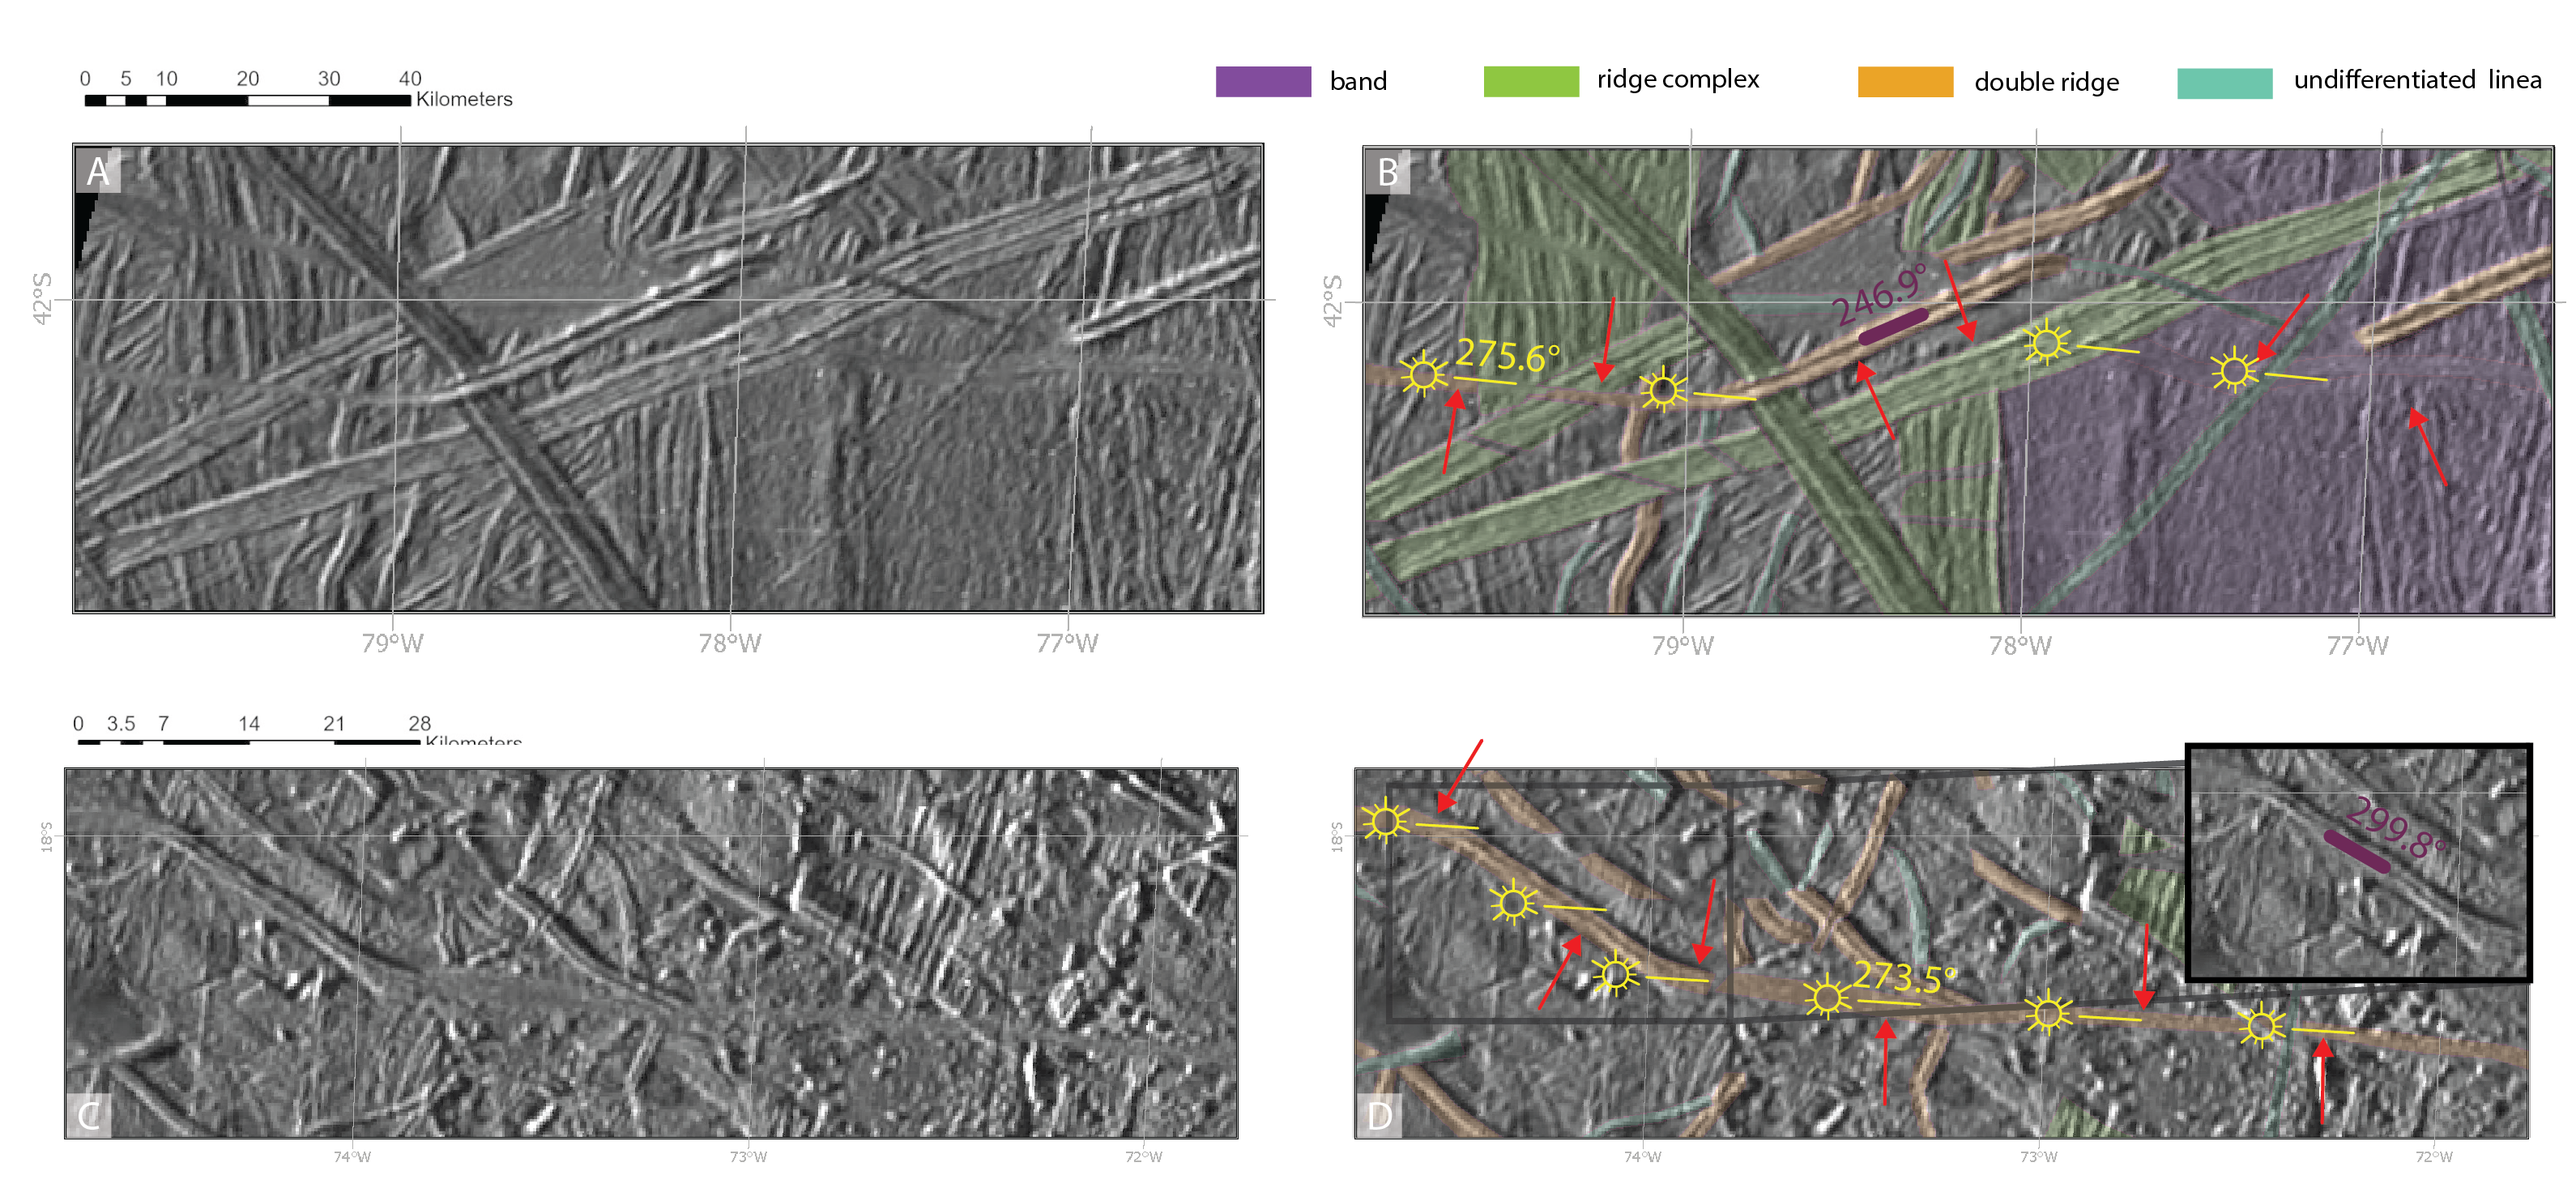 0 5 10 20 30 40
Kilometers
band
ridge complex
double ridge
undifferentiated linea
A
42°S
79°W 78°W 77°W
B
42°S
275.6°
246.9°
79°W 78°W 77°W
0 3.5 7 14 21 28
Kilometers
C
18°S
74°W 73°W 72°W
D
18°S
273.5°
299.8°
74°W 73°W 72°W